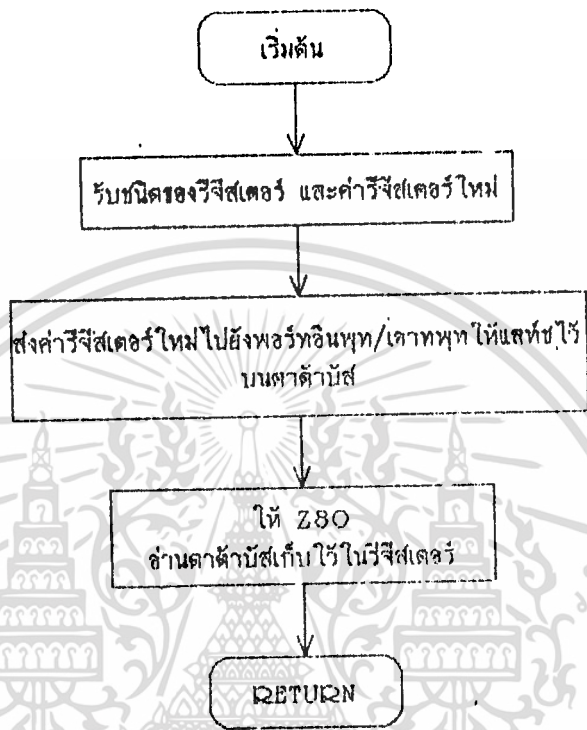 เริ่มต้น
รับชนิดของรีจีสเตอร์ และค่ารีจีสเตอร์ใหม่
ส่งค่ารีจีสเตอร์ใหม่ไปยังพอร์ทอินพุท/เอาทพุท ให้แลท์ชไว้
บนดาต้าบัส
ให้ Z80
อ่านดาต้าบัสเก็บไว้ในรีจีสเตอร์
RETURN